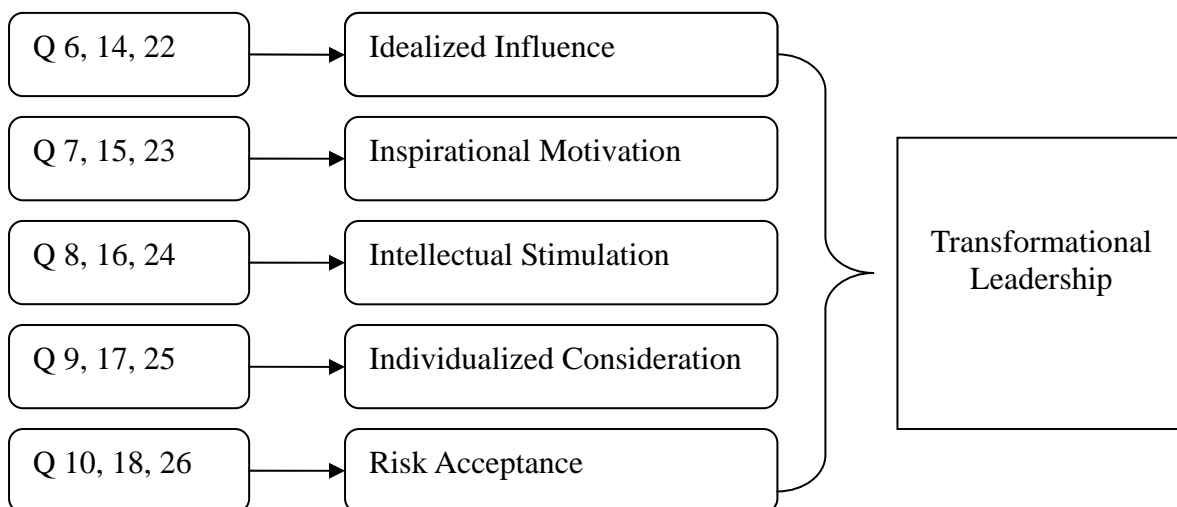 Q 6, 14, 22
Idealized Influence
Q 7, 15, 23
Inspirational Motivation
Q 8, 16, 24
Intellectual Stimulation
Q 9, 17, 25
Individualized Consideration
Q 10, 18, 26
Risk Acceptance
Transformational
Leadership